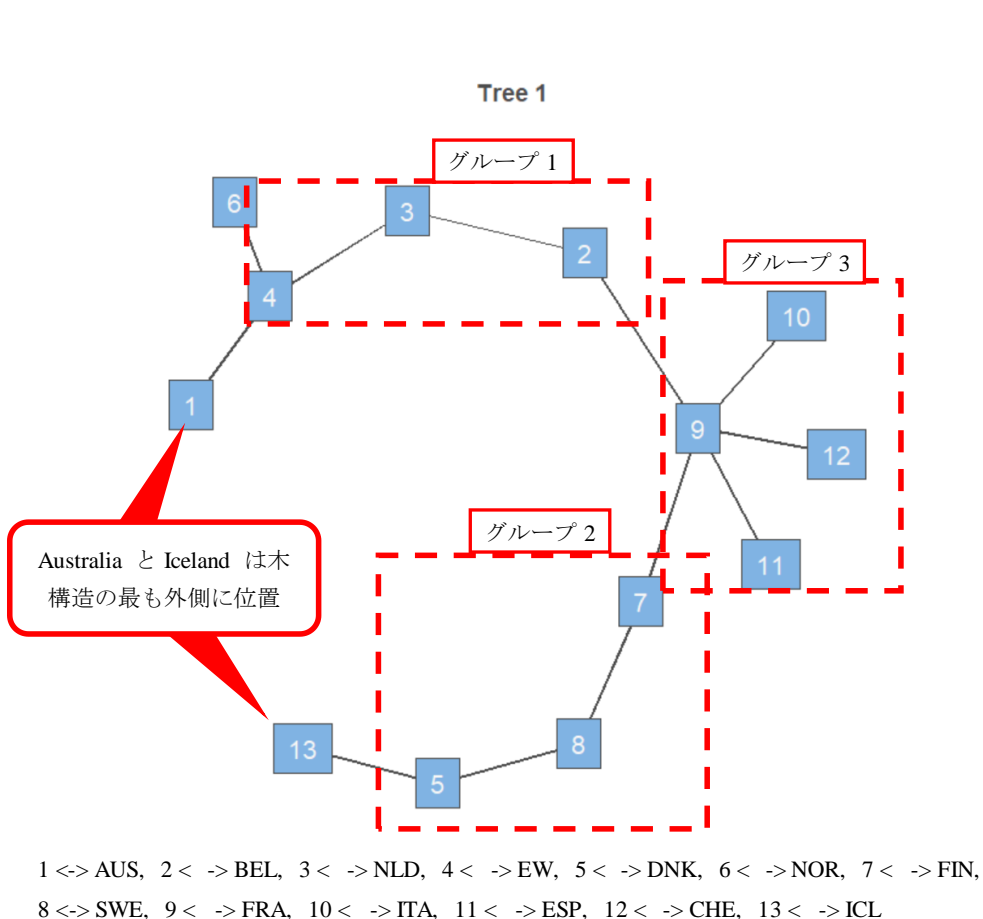 Tree 1
グループ 1
6
3
2
グループ 3
4
10
1
9
12
グループ 2
Australia と Iceland は木
構造の最も外側に位置
11
7
13
8
5
1 <-> AUS, 2 < -> BEL, 3 < -> NLD, 4 < -> EW, 5 < -> DNK, 6 < -> NOR, 7 < -> FIN,
8 <-> SWE, 9 < -> FRA, 10 < -> ITA, 11 < -> ESP, 12 < -> CHE, 13 < -> ICL